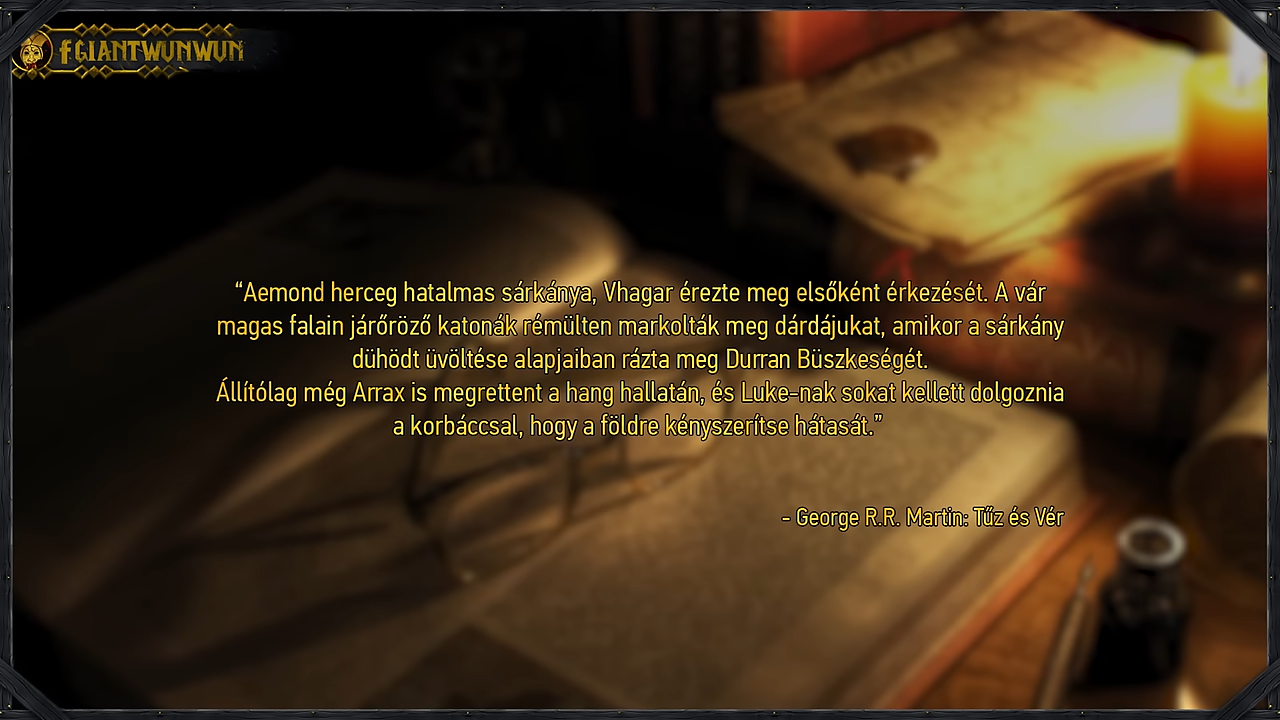 fGIANTWUNWUN
“Aemond herceg hatalmas sárkánya, Vhagar érezte meg elsőként érkezését. A vár
magas falain járőröző katonák rémülten markolták meg dárdájukat, amikor a sárkány
dühödt üvöltése alapjaiban rázta meg Durran Büszkeségét.
Állítólag még Arrax is megrettent a hang hallatán, és Luke-nak sokat kellett dolgoznia
a korbáccsal, hogy a földre kényszerítse hátasát.”
- George R.R. Martin: Tűz és Vér